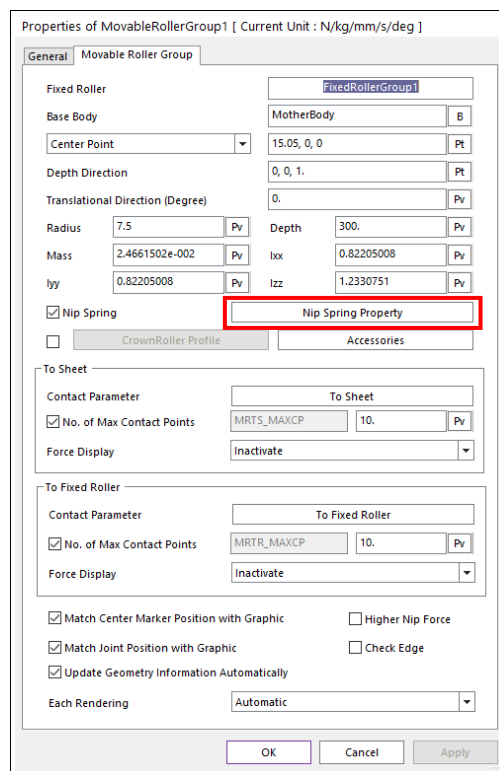 Properties of MovableRollerGroup1 [ Current Unit : N/kg/mm/s/deg ]
General Movable Roller Group
Fixed Roller FixedRollerGroup1
Base Body MotherBody B
Center Point 15.05, 0, 0 Pt
Depth Direction 0, 0, 1. Pt
Translational Direction (Degree) 0. Pv
Radius 7.5 Pv Depth 300. Pv
Mass 2.4661502e-002 Pv Ixx 0.82205008 Pv
Iyy 0.82205008 Pv Izz 1.2330751 Pv
Nip Spring Nip Spring Property
CrownRoller Profile Accessories
To Sheet
Contact Parameter To Sheet
No. of Max Contact Points MRTS_MAXCP 10. Pv
Force Display Inactivate
To Fixed Roller
Contact Parameter To Fixed Roller
No. of Max Contact Points MRTR_MAXCP 10. Pv
Force Display Inactivate
Match Center Marker Position with Graphic Higher Nip Force
Match Joint Position with Graphic Check Edge
Update Geometry Information Automatically
Each Rendering Automatic
OK Cancel Apply